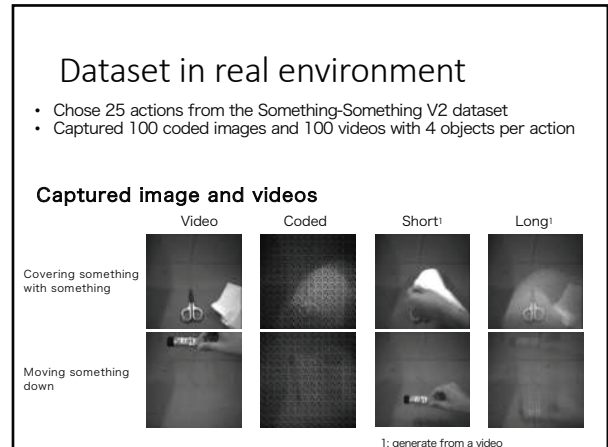 Dataset in real environment
• Chose 25 actions from the Something-Something V2 dataset
• Captured 100 coded images and 100 videos with 4 objects per action
Captured image and videos
Video Coded Short¹ Long¹
Covering something
with something
Moving something
down
1: generate from a video